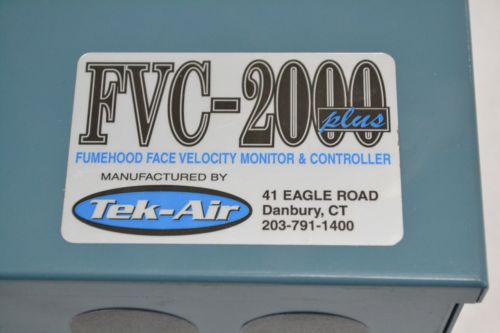 FVC-2000
plus
FUMEHOOD FACE VELOCITY MONITOR & CONTROLLER
MANUFACTURED BY
Tek-Air
41 EAGLE ROAD
Danbury, CT
203-791-1400